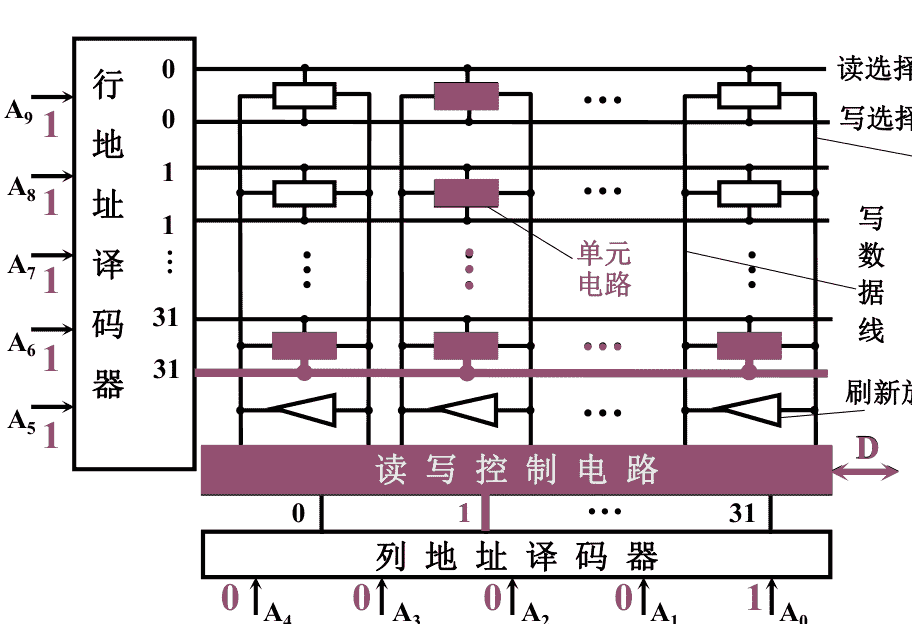 0
读选择
行地址译码器
A9 1
0
写选择
1
A8 1
1
写数据线
单元电路
A7 1
31
A6 1
31
刷新
A5 1
读写控制电路
D
0
1
31
列地址译码器
0 A4
0 A3
0 A2
0 A1
1 A0